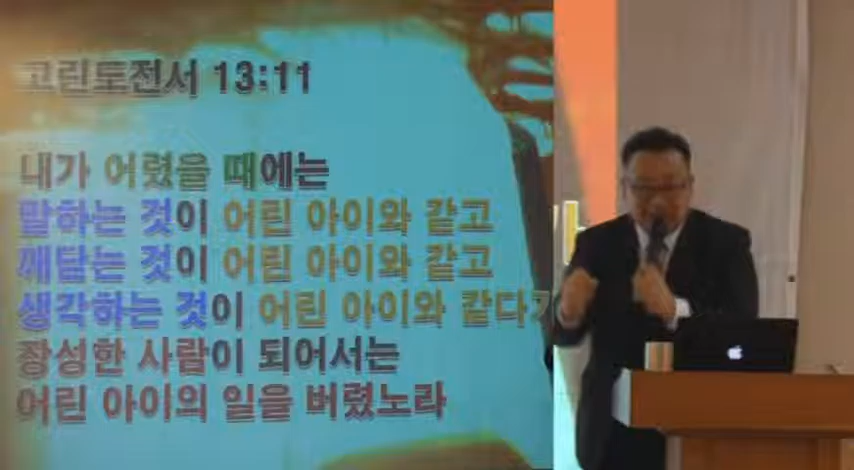 고린도전서 13:11
내가 어렸을 때에는
말하는 것이 어린 아이와 같고
깨닫는 것이 어린 아이와 같고
생각하는 것이 어린 아이와 같다가
장성한 사람이 되어서는
어린 아이의 일을 버렸노라